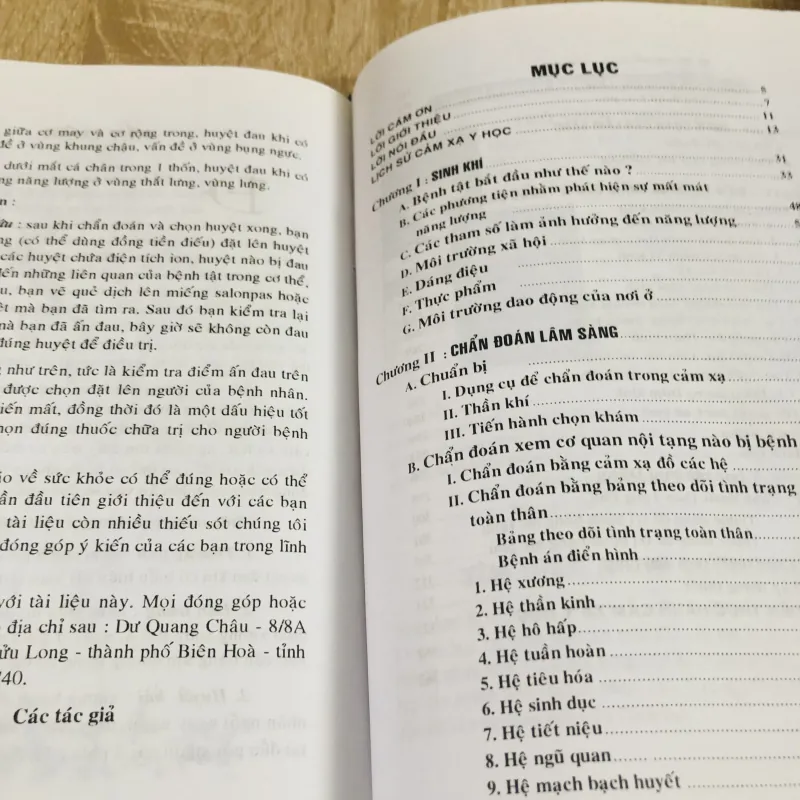 giữa cơ may và cơ rộng trong, huyệt đau khi có
đề ở vùng khung chậu, vấn đề ở vùng bụng ngực.
dưới mắt cá chân trong 1 thốn, huyệt đau khi có
ng năng lượng ở vùng thắt lưng, vùng lưng.
n :
ứu : sau khi chẩn đoán và chọn huyệt xong, bạn
ng (có thể dùng đồng tiền điếu) đặt lên huyệt
các huyệt chứa điện tích ion, huyệt nào bị đau
đến những liên quan của bệnh tật trong cơ thể,
u, bạn vẽ quẻ dịch lên miếng salonpas hoặc
ệt mà bạn đã tìm ra. Sau đó bạn kiểm tra lại
mà bạn đã ấn đau, bây giờ sẽ không còn đau
đúng huyệt để điều trị.
g như trên, tức là kiểm tra điểm ấn đau trên
được chọn đặt lên người của bệnh nhân.
iến mất, đồng thời đó là một dấu hiệu tốt
họn đúng thuốc chữa trị cho người bệnh
áo về sức khỏe có thể đúng hoặc có thể
ần đầu tiên giới thiệu đến với các bạn
tài liệu còn nhiều thiếu sót chúng tôi
đóng góp ý kiến của các bạn trong lĩnh
với tài liệu này. Mọi đóng góp hoặc
địa chỉ sau : Dư Quang Châu - 8/8A
ửu Long - thành phố Biên Hoà - tỉnh
40.
Các tác giả
MỤC LỤC
LỜI CẢM ƠN
LỜI GIỚI THIỆU 7
LỜI NÓI ĐẦU 11
LỊCH SỬ CẢM XẠ Y HỌC 13
Chương I : SINH KHÍ 31
A. Bệnh tật bắt đầu như thế nào ? 33
B. Các phương tiện nhằm phát hiện sự mất mát
năng lượng
C. Các tham số làm ảnh hưởng đến năng lượng
D. Môi trường xã hội
E. Dáng điệu
F. Thực phẩm
G. Môi trường dao động của nơi ở
Chương II : CHẨN ĐOÁN LÂM SÀNG
A. Chuẩn bị
I. Dụng cụ để chẩn đoán trong cảm xạ
II. Thần khí
III. Tiến hành chọn khám
B. Chẩn đoán xem cơ quan nội tạng nào bị bệnh
I. Chẩn đoán bằng cảm xạ đồ các hệ
II. Chẩn đoán bằng bảng theo dõi tình trạng
toàn thân
Bảng theo dõi tình trạng toàn thân
Bệnh án điển hình
1. Hệ xương
2. Hệ thần kinh
3. Hệ hô hấp
4. Hệ tuần hoàn
5. Hệ tiêu hóa
6. Hệ sinh dục
7. Hệ tiết niệu
8. Hệ ngũ quan
9. Hệ mạch bạch huyết